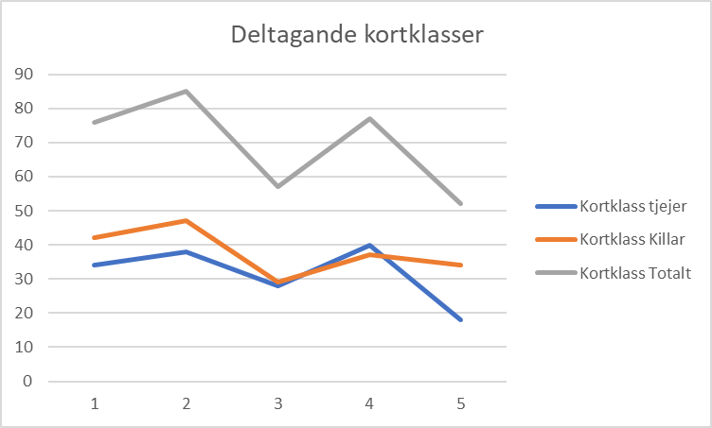 Deltagande kortklasser
90
80
70
60
50
40
30
20
10
0
1 2 3 4 5
Kortklass tjejer
Kortklass Killar
Kortklass Totalt